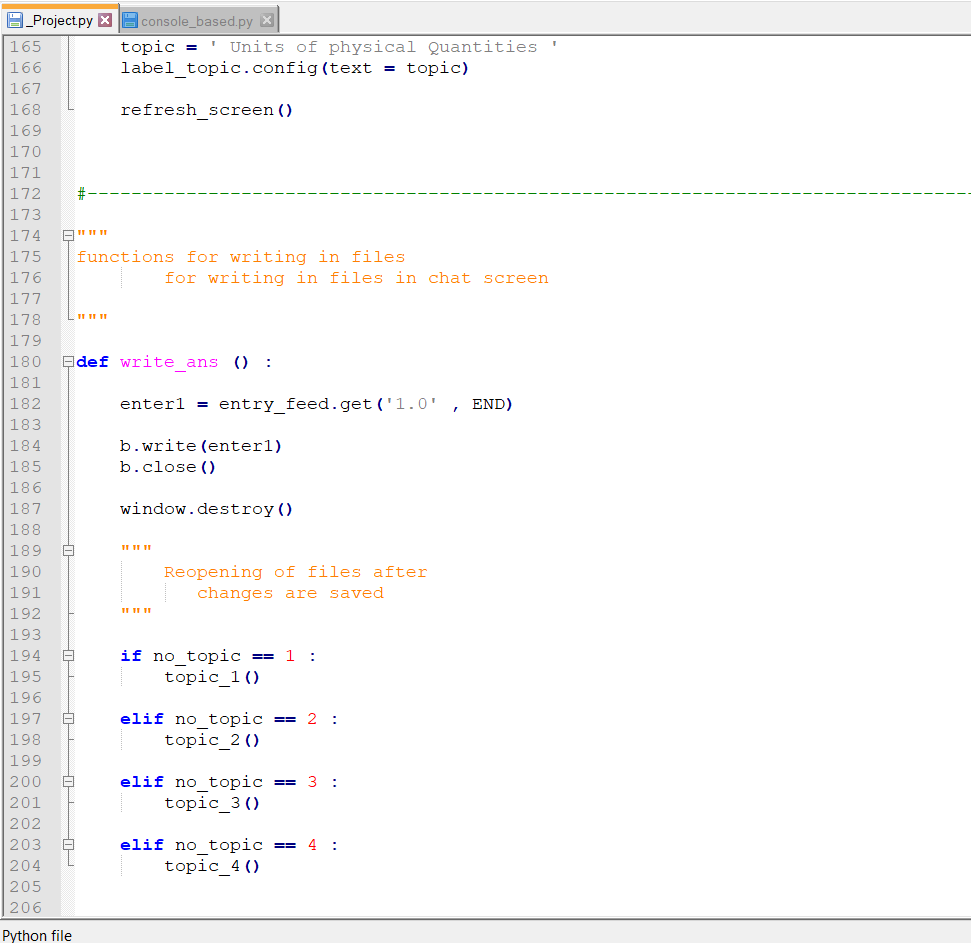 _Project.py console_based.py
165 topic = ' Units of physical Quantities '
166 label_topic.config(text = topic)
167
168 refresh_screen()
169
170
171
172 #---------------------------------------------------------------------------------
173
174 """
175 functions for writing in files
176 for writing in files in chat screen
177
178 """
179
180 def write_ans () :
181
182 enter1 = entry_feed.get('1.0' , END)
183
184 b.write(enter1)
185 b.close()
186
187 window.destroy()
188
189 """
190 Reopening of files after
191 changes are saved
192 """
193
194 if no_topic == 1 :
195 topic_1()
196
197 elif no_topic == 2 :
198 topic_2()
199
200 elif no_topic == 3 :
201 topic_3()
202
203 elif no_topic == 4 :
204 topic_4()
205
206
Python file